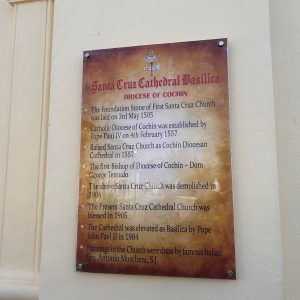 Santa Cruz Cathedral Basilica
DIOCESE OF COCHIN
The Foundation Stone of First Santa Cruz Church
was laid on 3rd May 1505
Catholic Diocese of Cochin was established by
Pope Paul IV on 4th February 1557
Raised Santa Cruz Church as Cochin Diocesan
Cathedral in 1557
The first Bishop of Diocese of Cochin - Dom
George Temudo
The above Santa Cruz Church was demolished in
The Present Santa Cruz Cathedral Church was
blessed in 1905
The Cathedral was elevated as Basilica by Pope
John Paul II in 1984
Paintings in the Church were done by famous Italian
Bro. Antonio Moscheni, S.J